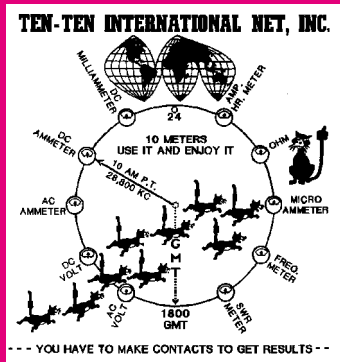 TEN-TEN INTERNATIONAL NET, INC.
DC
MILLIAMMETER
AMP.
HR. METER
24
DC
AMMETER
10 METERS
USE IT AND ENJOY IT
OHM
10 AM P.T.
28,800 KC
AC
AMMETER
MICRO
AMMETER
GMT
DC
VOLT
FREQ.
METER
AC
VOLT
1800
GMT
SWR
METER
--- YOU HAVE TO MAKE CONTACTS TO GET RESULTS --